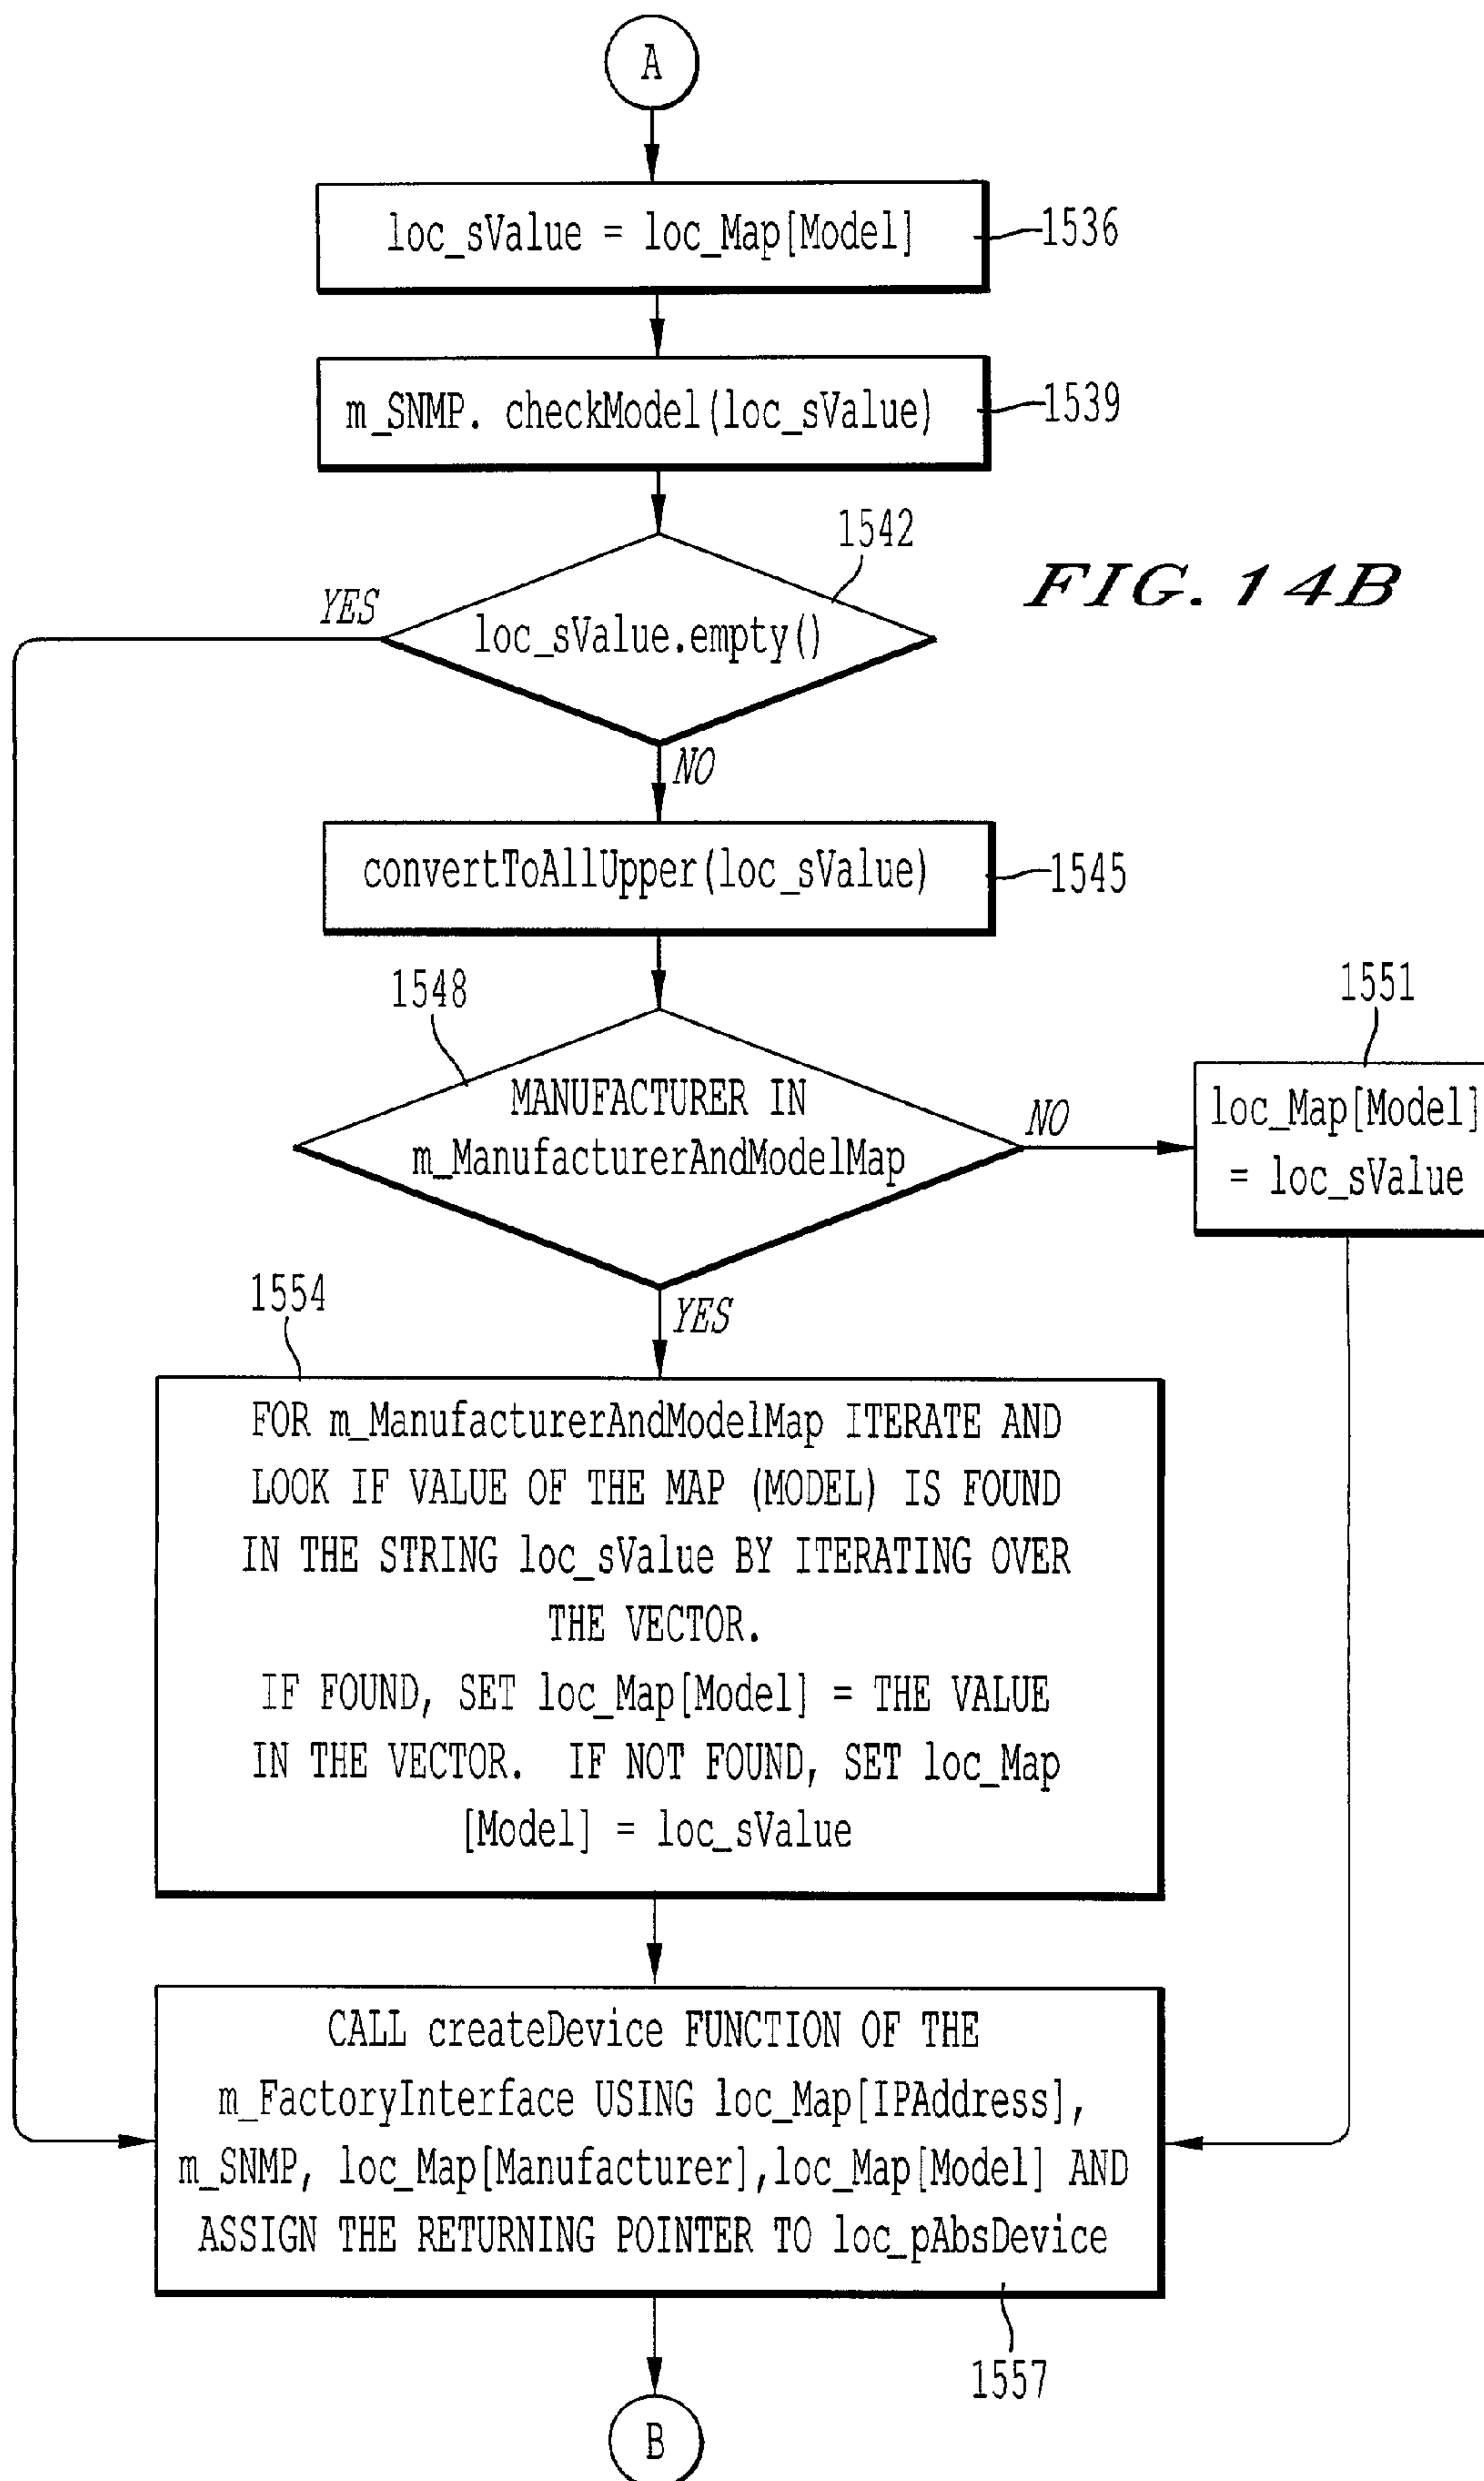 A
loc_sValue = loc_Map[Model]
1536
m_SNMP. checkModel(loc_sValue)
1539
1542
FIG. 14B
YES
loc_sValue.empty()
NO
convertToAllUpper(loc_sValue)
1545
1548
1551
MANUFACTURER IN
m_ManufacturerAndModelMap
NO
loc_Map[Model]
= loc_sValue
1554
YES
FOR m_ManufacturerAndModelMap ITERATE AND
LOOK IF VALUE OF THE MAP (MODEL) IS FOUND
IN THE STRING loc_sValue BY ITERATING OVER
THE VECTOR.
IF FOUND, SET loc_Map[Model] = THE VALUE
IN THE VECTOR. IF NOT FOUND, SET loc_Map
[Model] = loc_sValue
CALL createDevice FUNCTION OF THE
m_FactoryInterface USING loc_Map[IPAddress],
m_SNMP, loc_Map[Manufacturer],loc_Map[Model] AND
ASSIGN THE RETURNING POINTER TO loc_pAbsDevice
1557
B